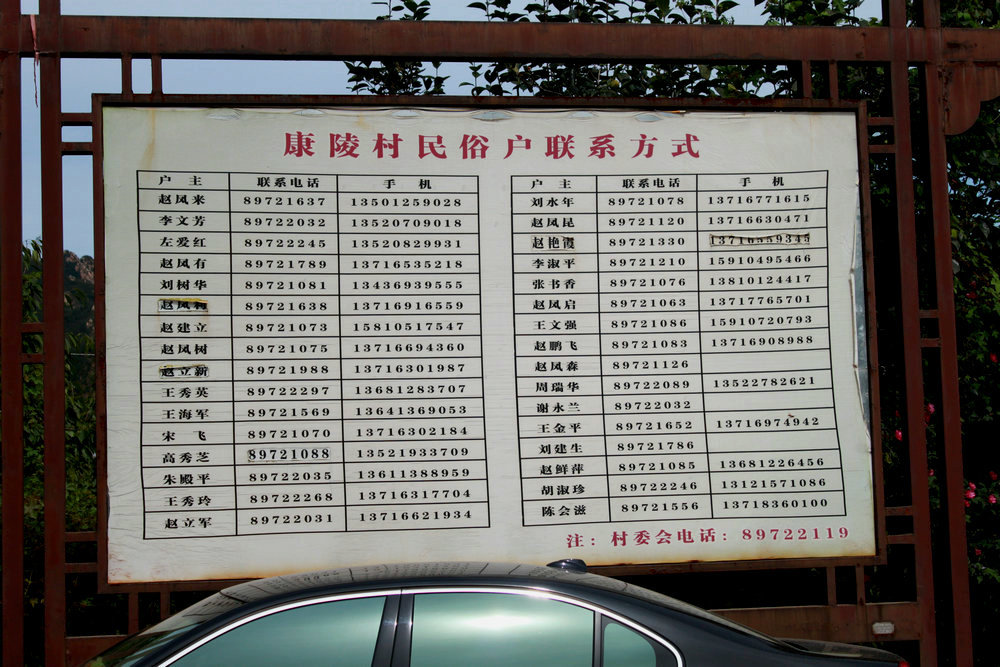 康陵村民俗户联系方式
户 主 联系电话 手 机
赵凤来 89721637 13501259028
李文芳 89722032 13520709018
左爱红 89722245 13520829931
赵凤有 89721789 13716535218
刘树华 89721081 13436939555
赵凤 89721638 13716916559
赵建立 89721073 15810517547
赵凤树 89721075 13716694360
赵立新 89721988 13716301987
王秀英 89722297 13681283707
王海军 89721569 13641369053
宋 飞 89721070 13716302184
高秀芝 89721088 13521933709
朱殿平 89722035 13611388959
王秀玲 89722268 13716317704
赵立军 89722031 13716621934
户 主 联系电话 手 机
刘永年 89721078 13716771615
赵凤昆 89721120 13716630471
赵艳霞 89721330 13716559345
李淑平 89721210 15910495466
张书香 89721076 13810124417
赵凤启 89721063 13717765701
王文强 89721086 15910720793
赵鹏飞 89721083 13716908988
赵凤森 89721126
周瑞华 89722089 13522782621
谢永兰 89722032
王金平 89721652 13716974942
刘建生 89721786
赵鲜萍 89721085 13681226456
胡淑珍 89722246 13121571086
陈会滋 89721556 13718360100
注：村委会电话：89722119